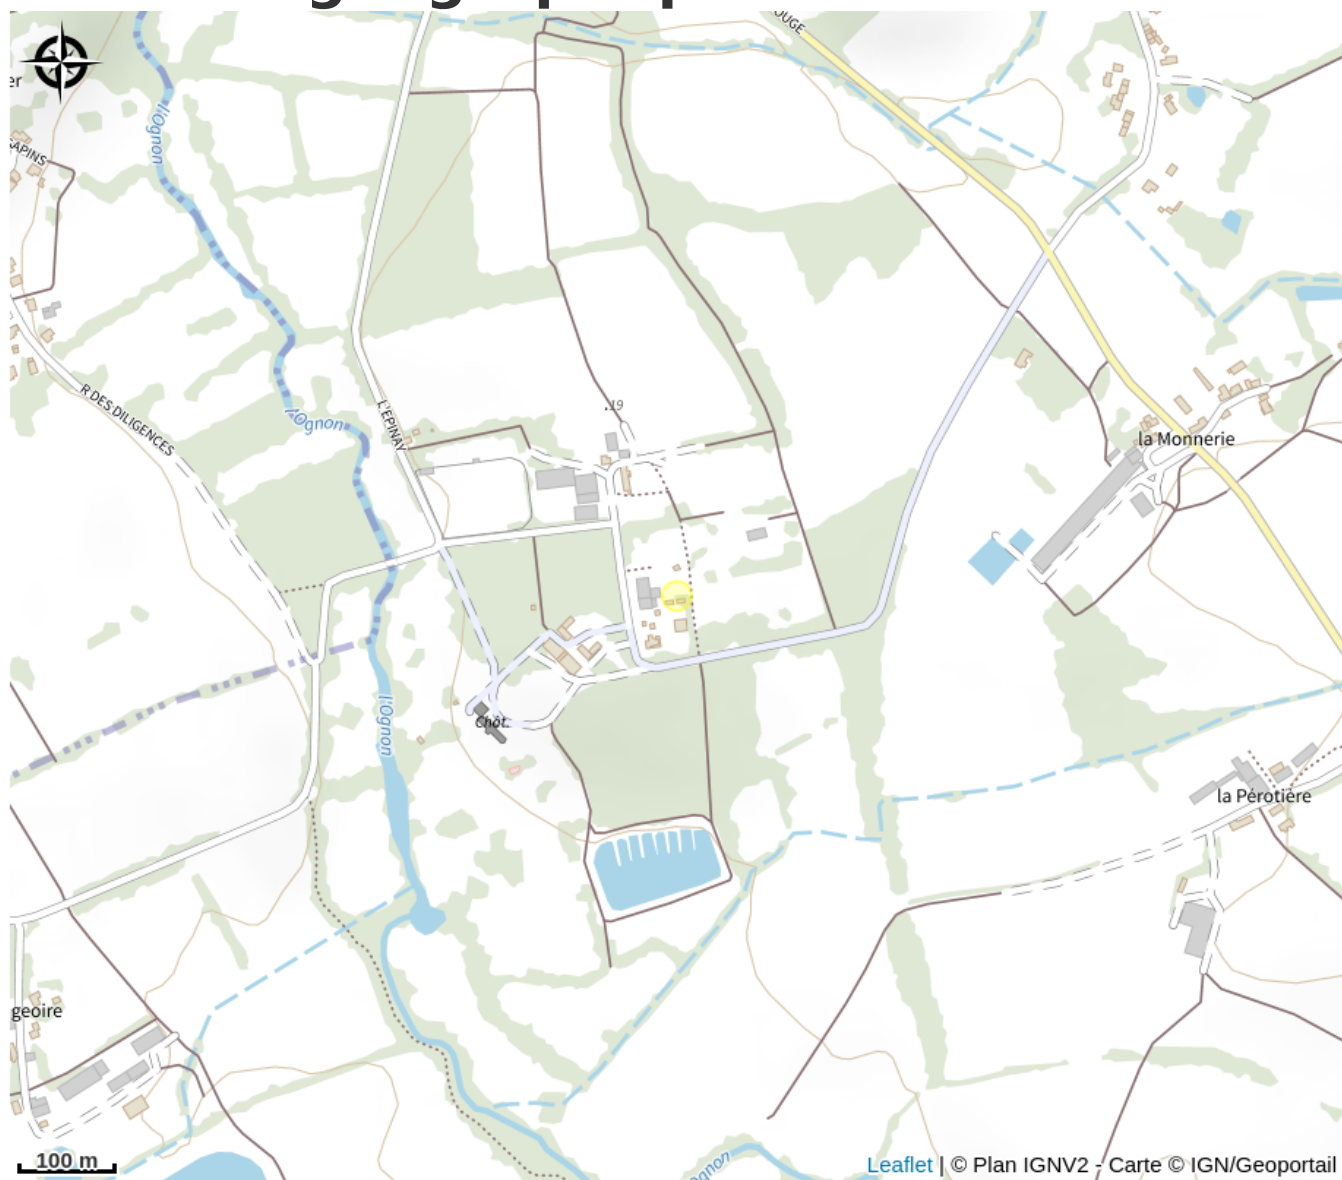 OUGE
er
l'Ognon
SAPINS
R DES DILIGENCES
L'EPINAY
l'Ognon
.19
la Monnerie
l'Ognon
Chât.
la Pérotière
geoire
Ognon
100 m
Leaflet | © Plan IGNV2 - Carte © IGN/Geoportail